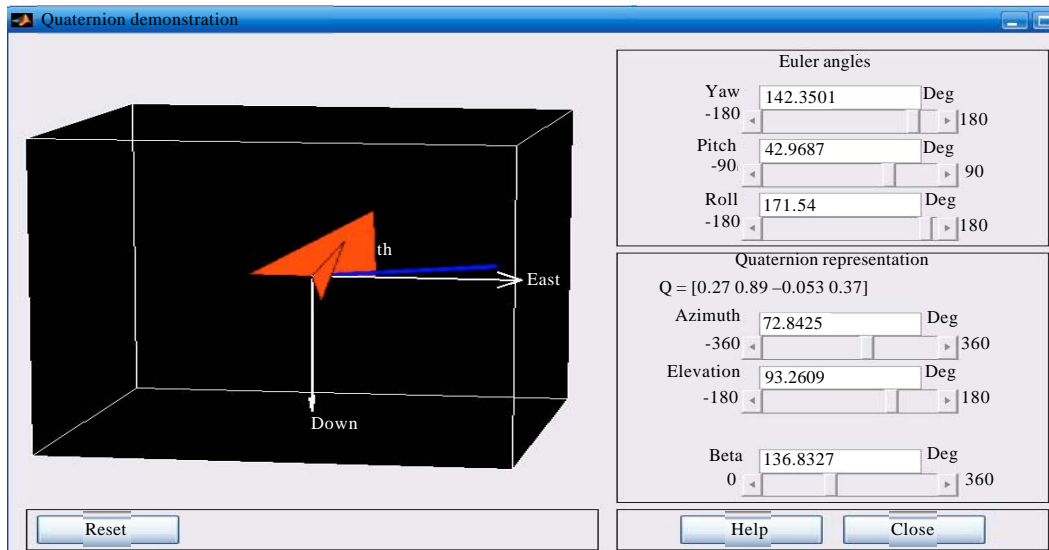 Quaternion demonstration
th
East
Down
Euler angles
Yaw 142.3501 Deg
-180 180
Pitch 42.9687 Deg
-90 90
Roll 171.54 Deg
-180 180
Quaternion representation
Q = [0.27 0.89 –0.053 0.37]
Azimuth 72.8425 Deg
-360 360
Elevation 93.2609 Deg
-180 180
Beta 136.8327 Deg
0 360
Reset
Help
Close